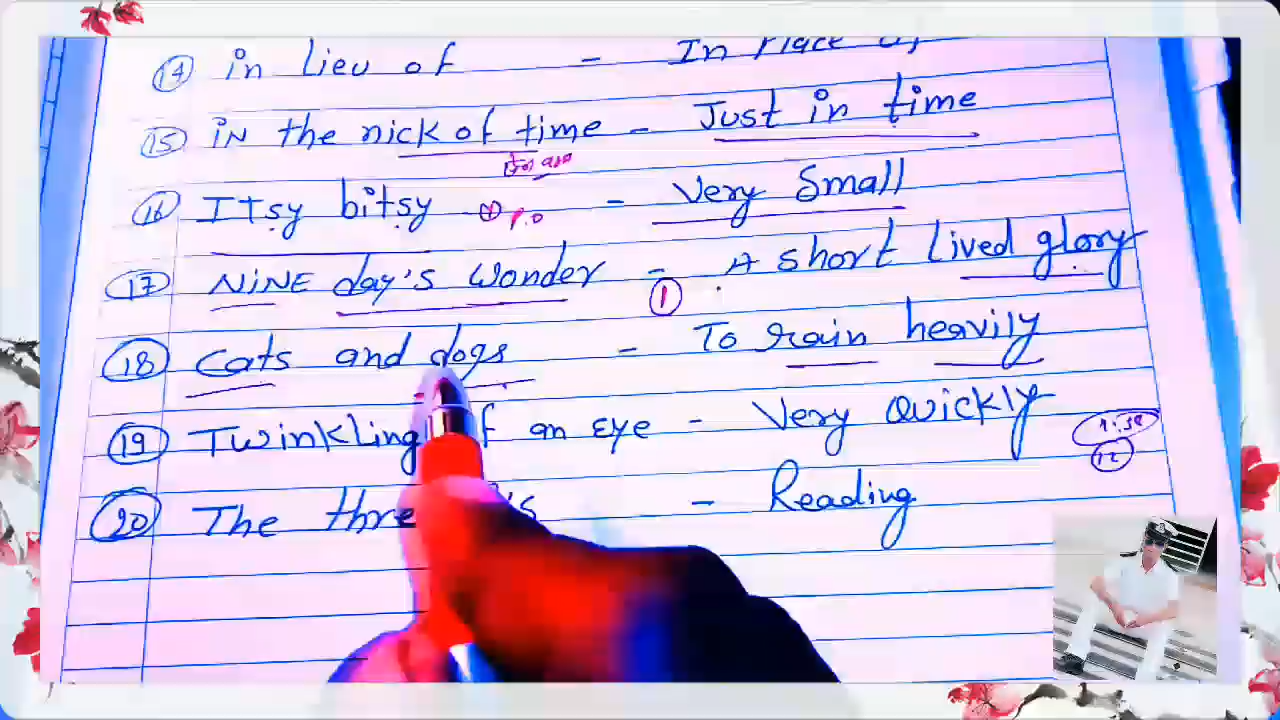 14 in lieu of - In Place of
15 iN the nick of time - Just in time
16 ITsy bitsy - Very Small
17 NiNE day's Wonder - A short Lived glory
1
18 Cats and dogs - To rain heavily
19 Twinkling of an EyE - Very QuickLy
12
20 The thre 's - Reading